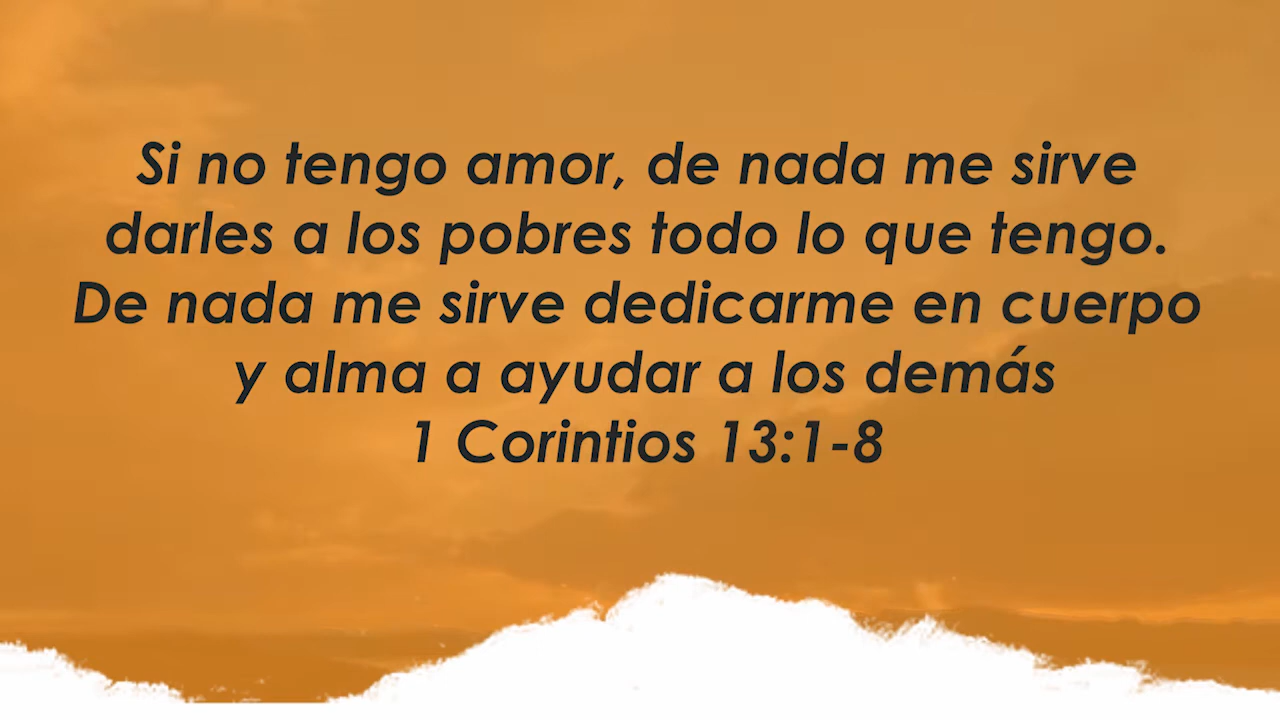 Si no tengo amor, de nada me sirve
darles a los pobres todo lo que tengo.
De nada me sirve dedicarme en cuerpo
y alma a ayudar a los demás
1 Corintios 13:1-8